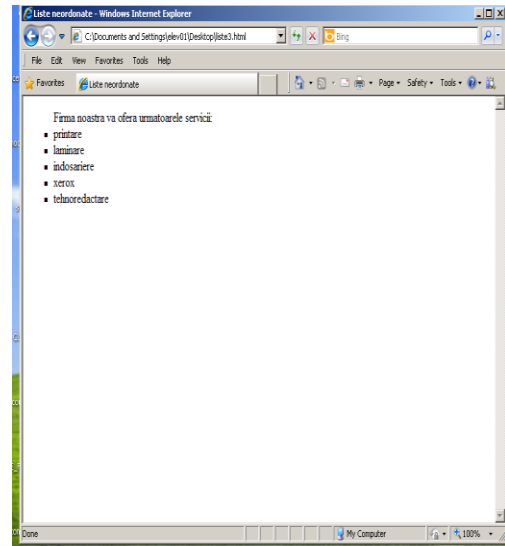 Liste neordonate - Windows Internet Explorer
C:\Documents and Settings\elev01\Desktop\liste3.html
Bing
File Edit View Favorites Tools Help
Favorites Liste neordonate Page Safety Tools
Firma noastra va ofera urmatoarele servicii:
printare
laminare
indosariere
xerox
tehnoredactare
Done My Computer 100%